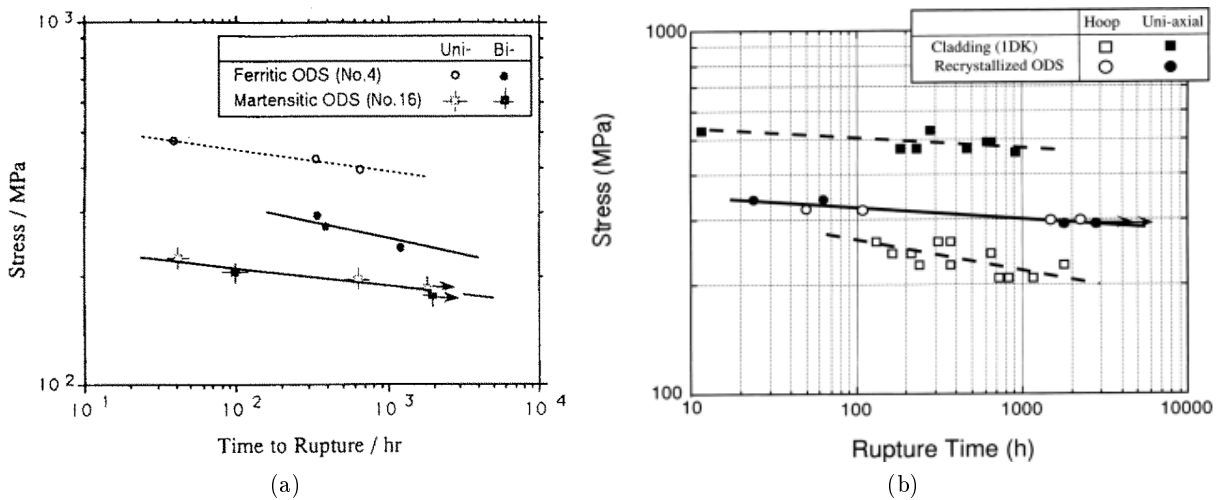 10³
Uni- Bi-
Ferritic ODS (No.4)
Martensitic ODS (No.16)
Stress / MPa
10²
10¹ 10² 10³ 10⁴
Time to Rupture / hr
(a)
Hoop Uni-axial
Cladding (1DK)
Recrystallized ODS
1000
Stress (MPa)
100
10 100 1000 10000
Rupture Time (h)
(b)